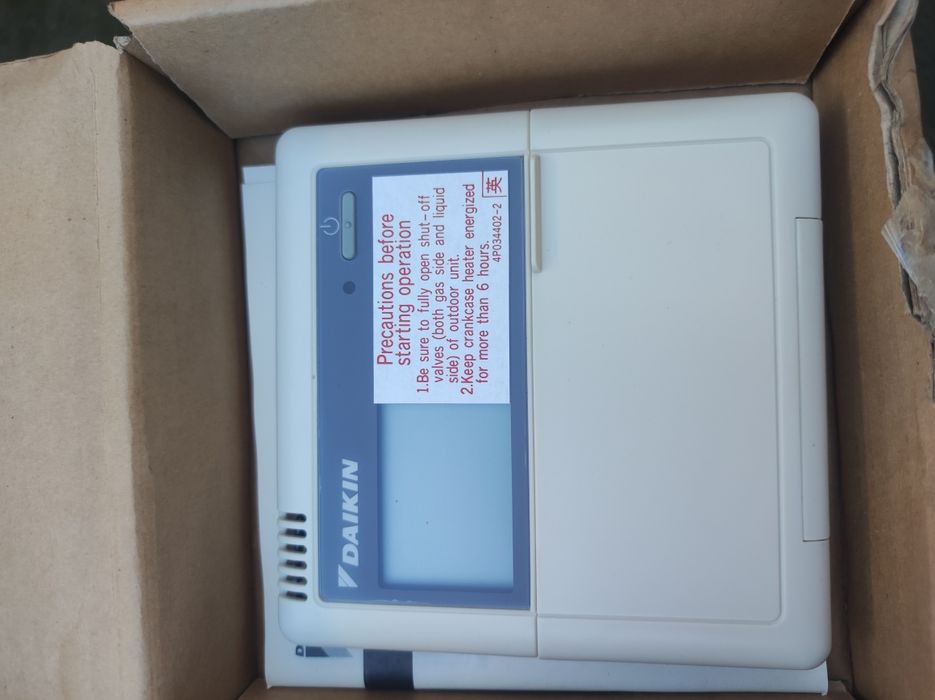 DAIKIN
Precautions before
starting operation
1.Be sure to fully open shut-off
valves (both gas side and liquid
side) of outdoor unit.
2.Keep crankcase heater energized
for more than 6 hours.
4P034402-2 英
D